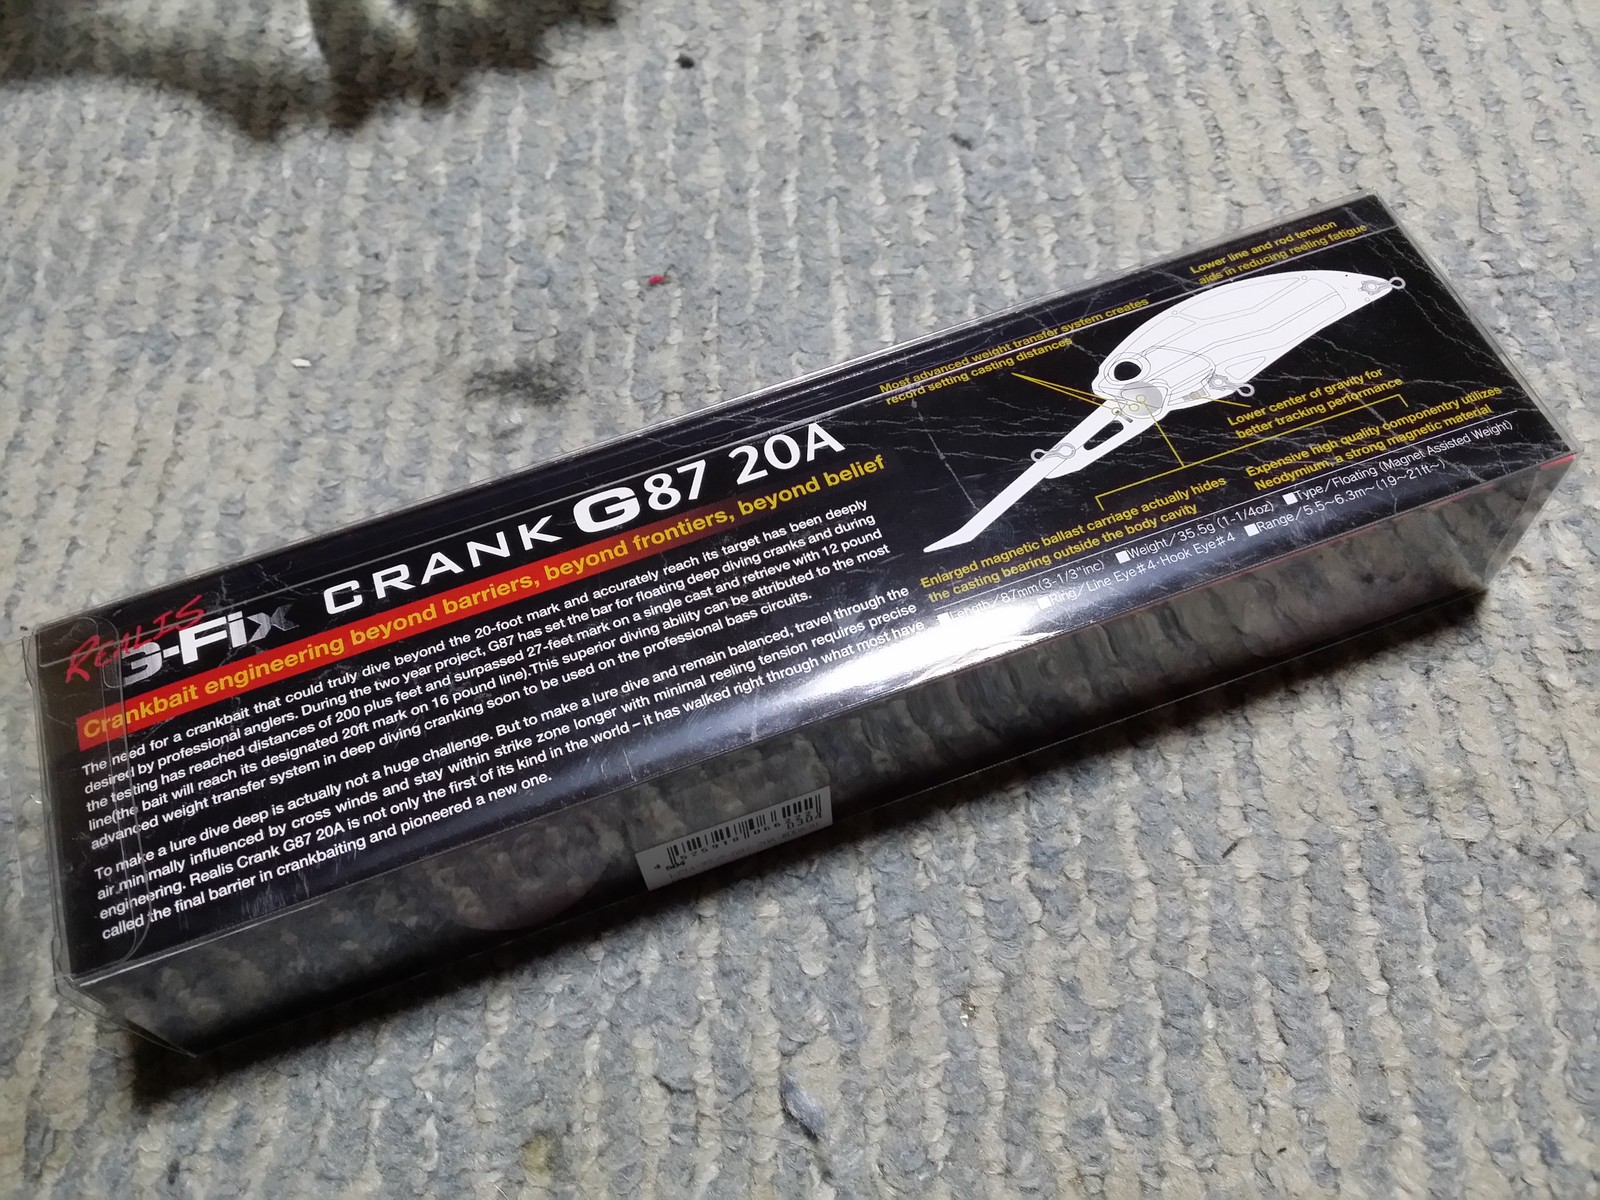 REALIS
G-Fix CRANK G87 20A
Crankbait engineering beyond barriers, beyond frontiers, beyond belief
The need for a crankbait that could truly dive beyond the 20-foot mark and accurately reach its target has been deeply
desired by professional anglers. During the two year project, G87 has set the bar for floating deep diving cranks and during
the testing has reached distances of 200 plus feet and surpassed 27-feet mark on a single cast and retrieve with 12 pound
line(the bait will reach its designated 20ft mark on 16 pound line).This superior diving ability can be attributed to the most
advanced weight transfer system in deep diving cranking soon to be used on the professional bass circuits.
To make a lure dive deep is actually not a huge challenge. But to make a lure dive and remain balanced, travel through the
air minimally influenced by cross winds and stay within strike zone longer with minimal reeling tension requires precise
engineering. Realis Crank G87 20A is not only the first of its kind in the world – it has walked right through what most have
called the final barrier in crankbaiting and pioneered a new one.
Lower line and rod tension
aids in reducing reeling fatigue
Most advanced weight transfer system creates
record setting casting distances
Lower center of gravity for
better tracking performance
Expensive high quality componentry utilizes
Neodymium, a strong magnetic material
Enlarged magnetic ballast carriage actually hides
the casting bearing outside the body cavity
■Length/87mm(3-1/3"inc) ■Weight/35.5g (1-1/4oz) ■Type/Floating (Magnet Assisted Weight)
■Ring/Line Eye#4·Hook Eye#4 ■Range/5.5~6.3m~(19~21ft~)